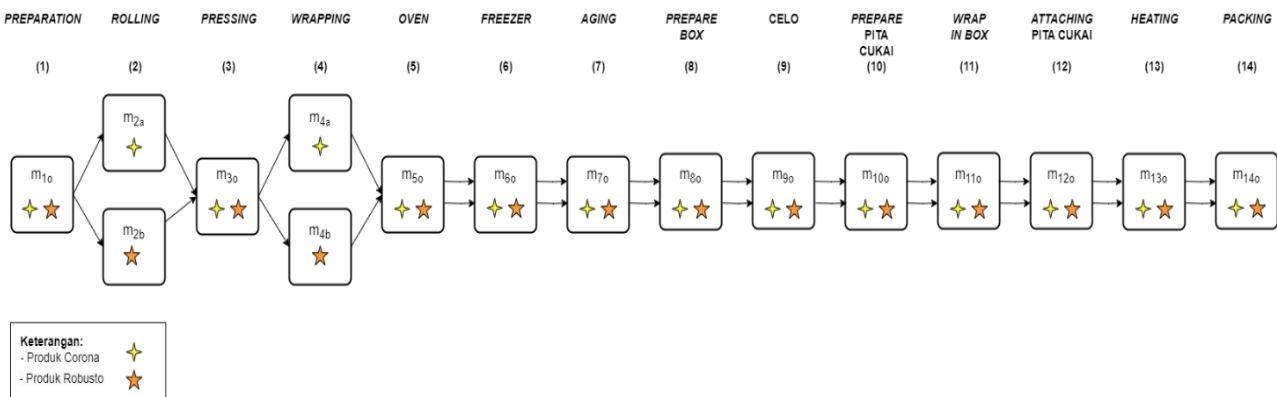 PREPARATION
(1)
ROLLING
(2)
PRESSING
(3)
WRAPPING
(4)
OVEN
(5)
FREEZER
(6)
AGING
(7)
PREPARE
BOX
(8)
CELO
(9)
PREPARE
PITA
CUKAI
(10)
WRAP
IN BOX
(11)
ATTACHING
PITA CUKAI
(12)
HEATING
(13)
PACKING
(14)
m1o
m2a
m2b
m3o
m4a
m4b
m5o
m6o
m7o
m8o
m9o
m10o
m11o
m12o
m13o
m14o
Keterangan:
- Produk Corona
- Produk Robusto